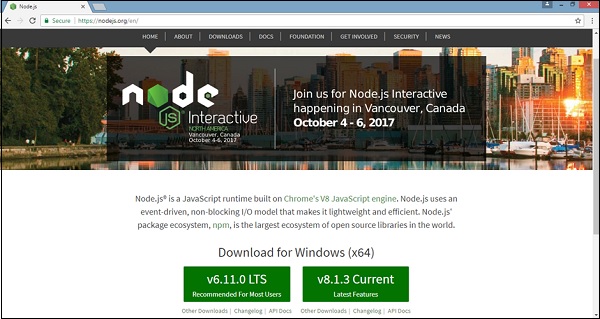 Node.js
Secure | https://nodejs.org/en/
HOME | ABOUT | DOWNLOADS | DOCS | FOUNDATION | GET INVOLVED | SECURITY | NEWS
node
JS Interactive
NORTH AMERICA
Vancouver, Canada
October 4-6, 2017
Join us for Node.js Interactive
happening in Vancouver, Canada
October 4 - 6, 2017
Node.js® is a JavaScript runtime built on Chrome's V8 JavaScript engine. Node.js uses an
event-driven, non-blocking I/O model that makes it lightweight and efficient. Node.js'
package ecosystem, npm, is the largest ecosystem of open source libraries in the world.
Download for Windows (x64)
v6.11.0 LTS
Recommended For Most Users
v8.1.3 Current
Latest Features
Other Downloads | Changelog | API Docs
Other Downloads | Changelog | API Docs